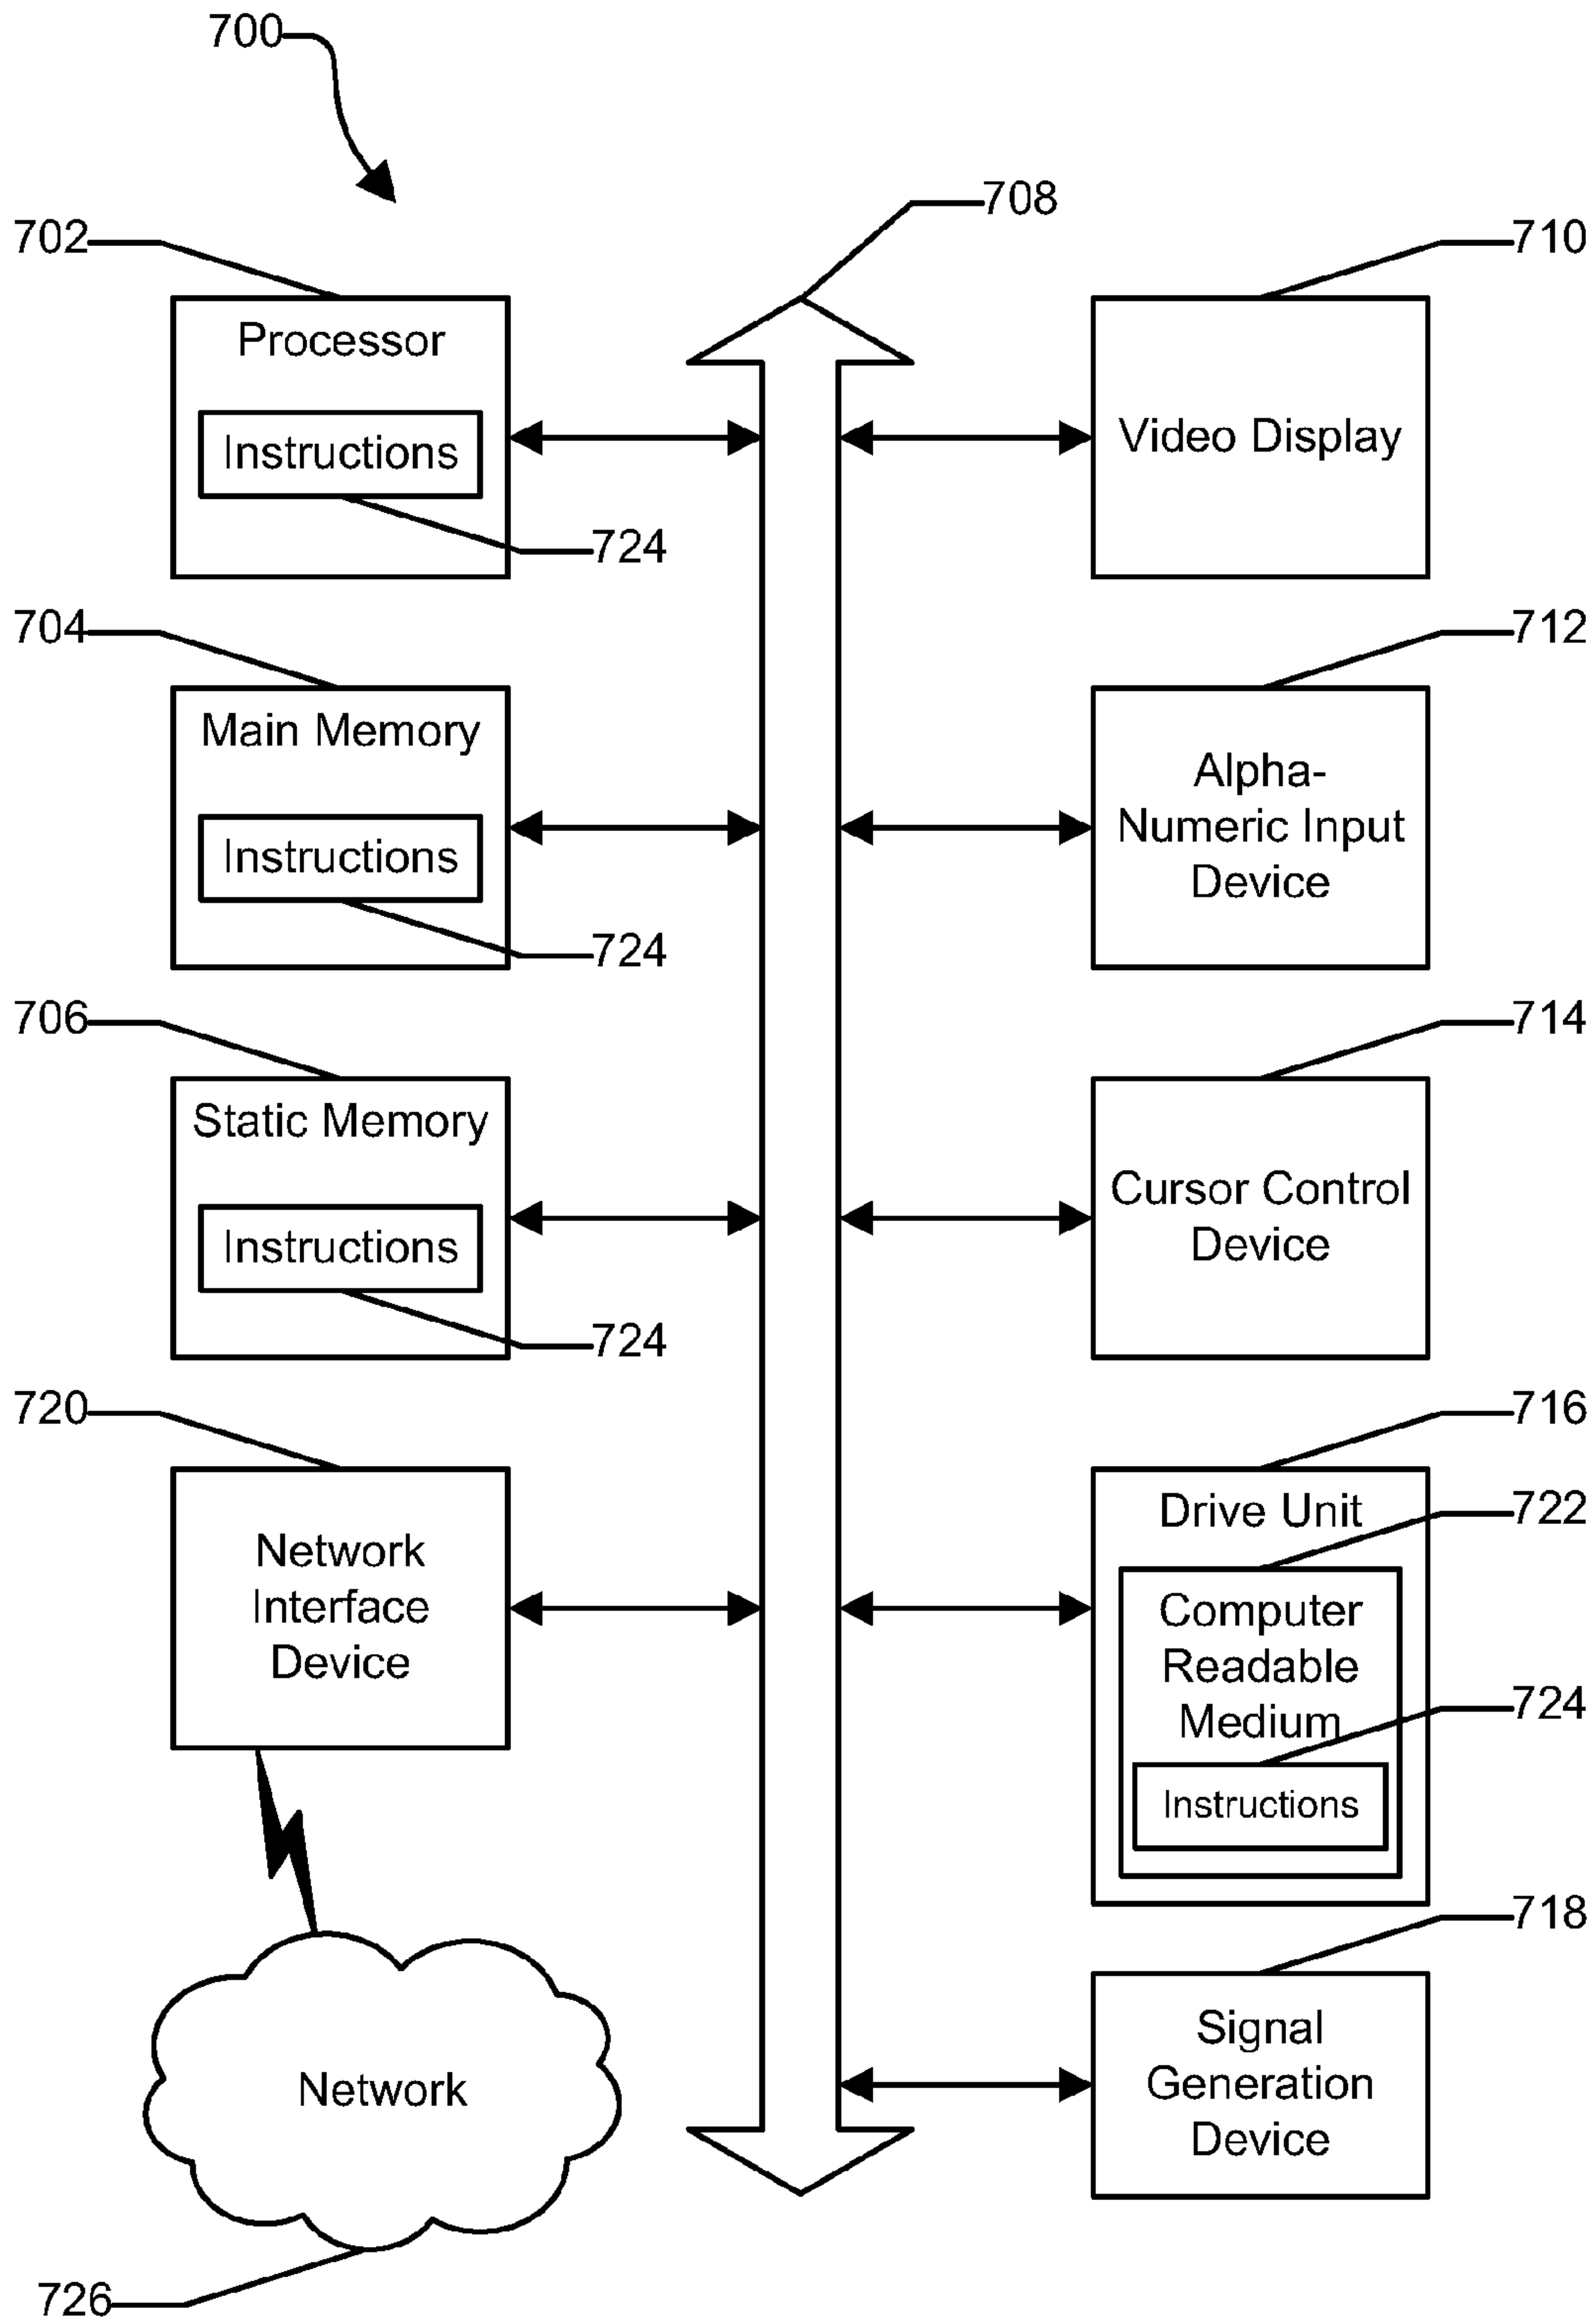 700
708
702
710
Processor
Instructions
724
Video Display
704
712
Main Memory
Instructions
724
Alpha-
Numeric Input
Device
706
714
Static Memory
Instructions
724
Cursor Control
Device
720
716
Network
Interface
Device
Drive Unit
722
Computer
Readable
Medium
724
Instructions
718
Signal
Generation
Device
Network
726